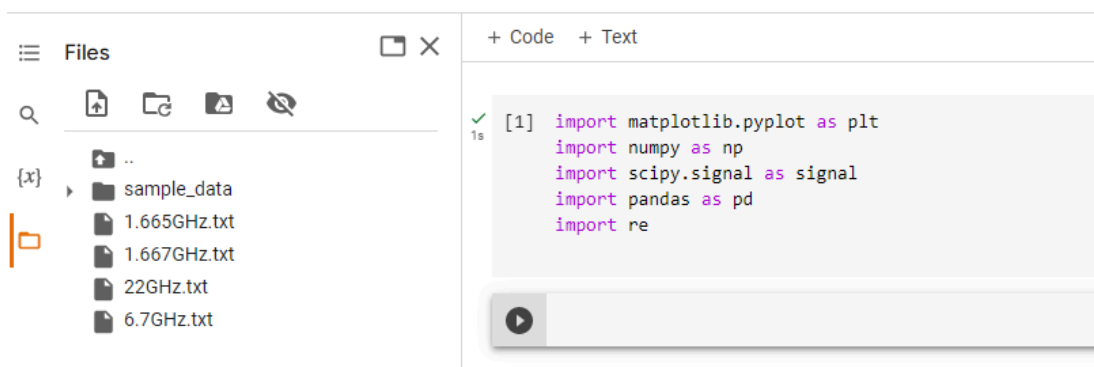 Files
..
{x}
sample_data
1.665GHz.txt
1.667GHz.txt
22GHz.txt
6.7GHz.txt
+ Code + Text
1s
[1] import matplotlib.pyplot as plt
import numpy as np
import scipy.signal as signal
import pandas as pd
import re